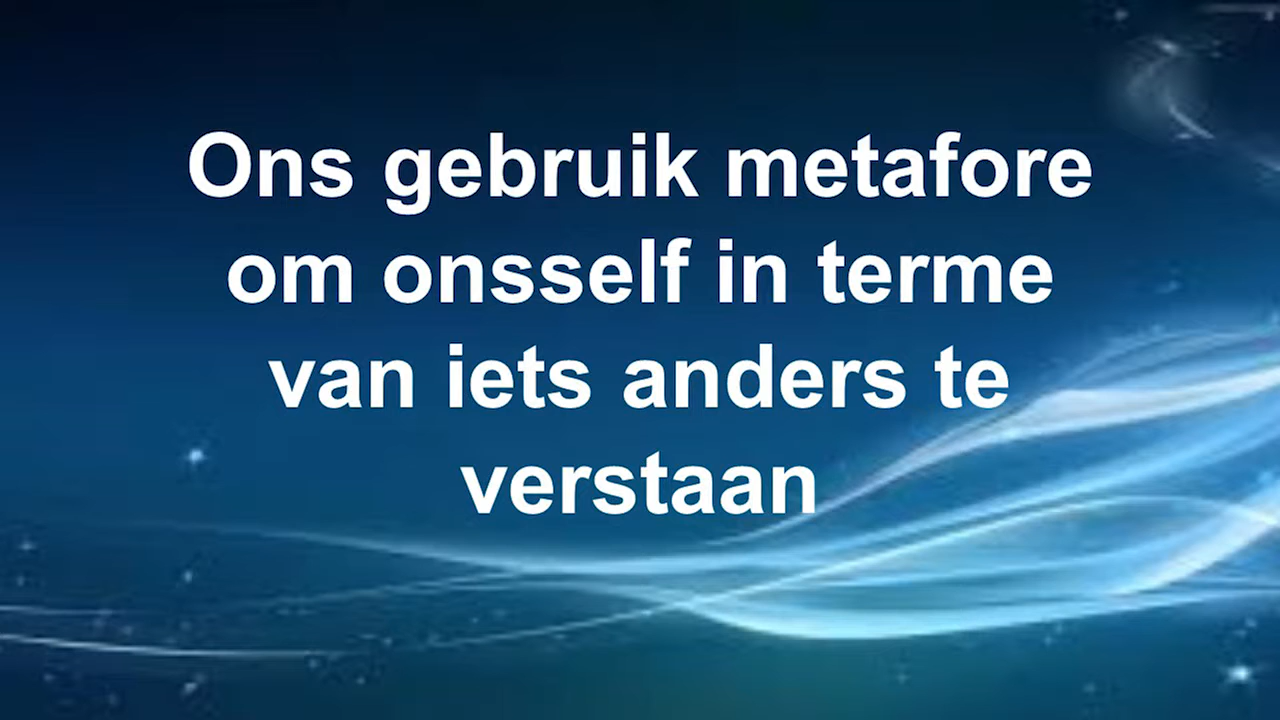 Ons gebruik metafore
om onsself in terme
van iets anders te
verstaan